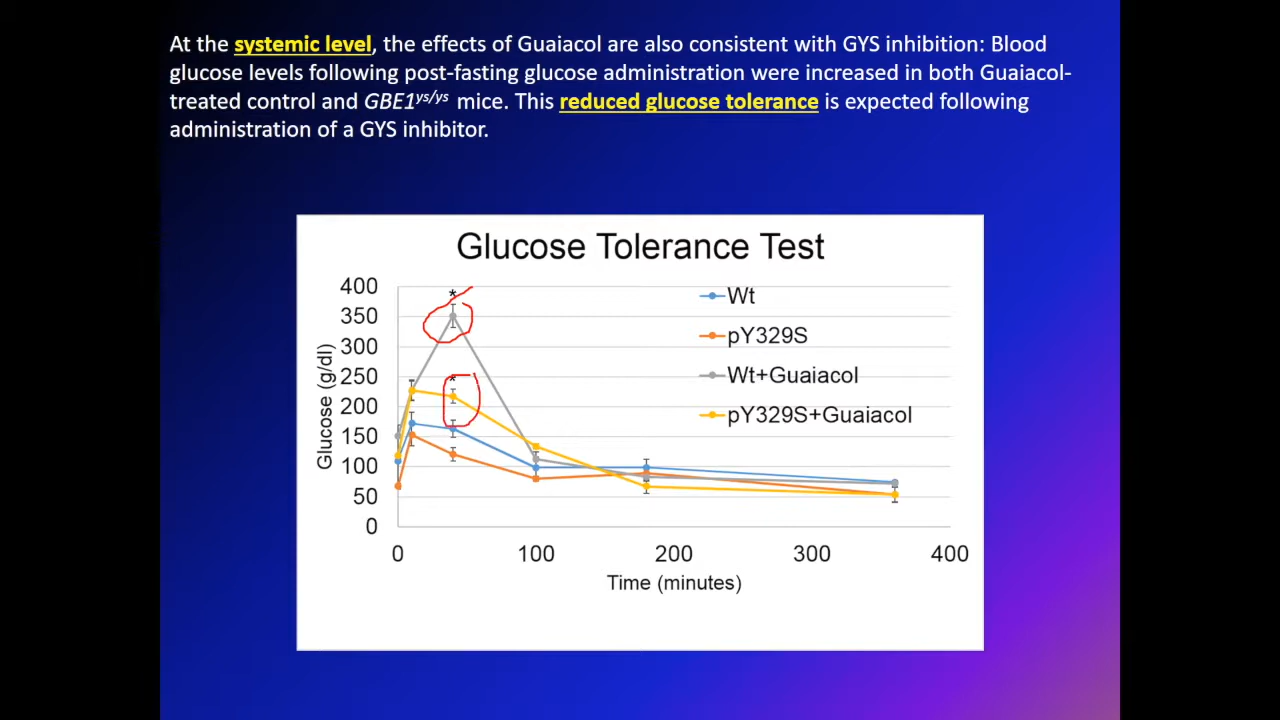 At the systemic level, the effects of Guaiacol are also consistent with GYS inhibition: Blood
glucose levels following post-fasting glucose administration were increased in both Guaiacol-
treated control and GBE1ys/ys mice. This reduced glucose tolerance is expected following
administration of a GYS inhibitor.
Glucose Tolerance Test
400
350
300
250
200
150
100
50
0
Glucose (g/dl)
*
*
Wt
pY329S
Wt+Guaiacol
pY329S+Guaiacol
0 100 200 300 400
Time (minutes)